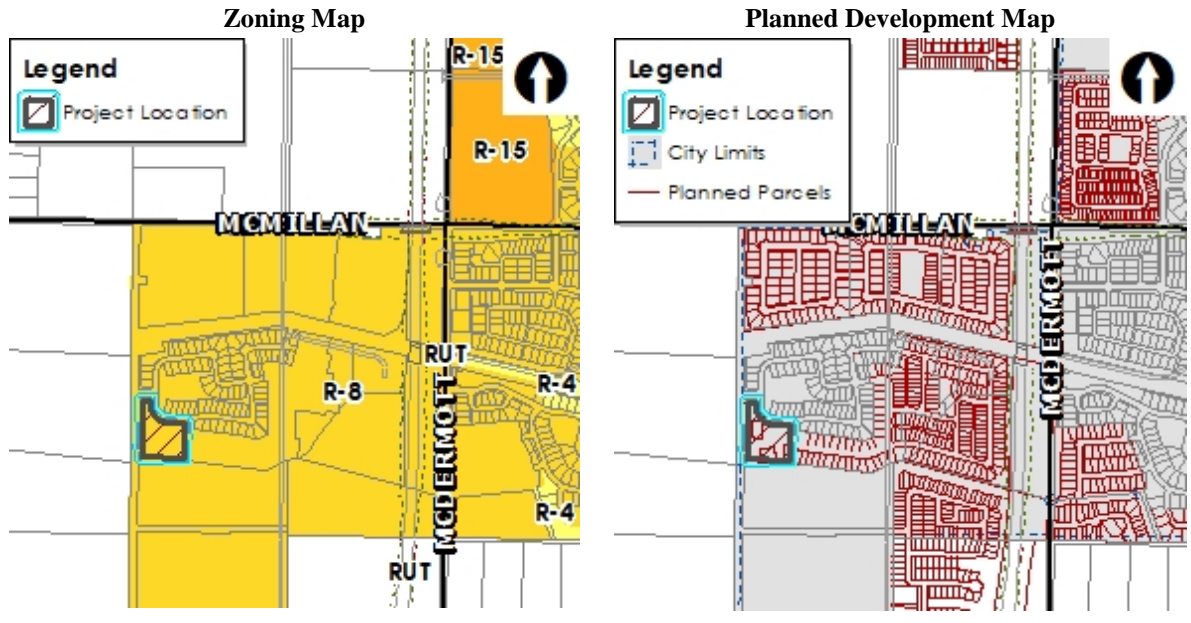 Zoning Map
Legend
Project Location
R-15
R-15
MCMILLAN
RUT
R-4
R-8
MCDERMOTT
R-4
RUT
Planned Development Map
Legend
Project Location
City Limits
Planned Parcels
MCMILLAN
MCDERMOTT